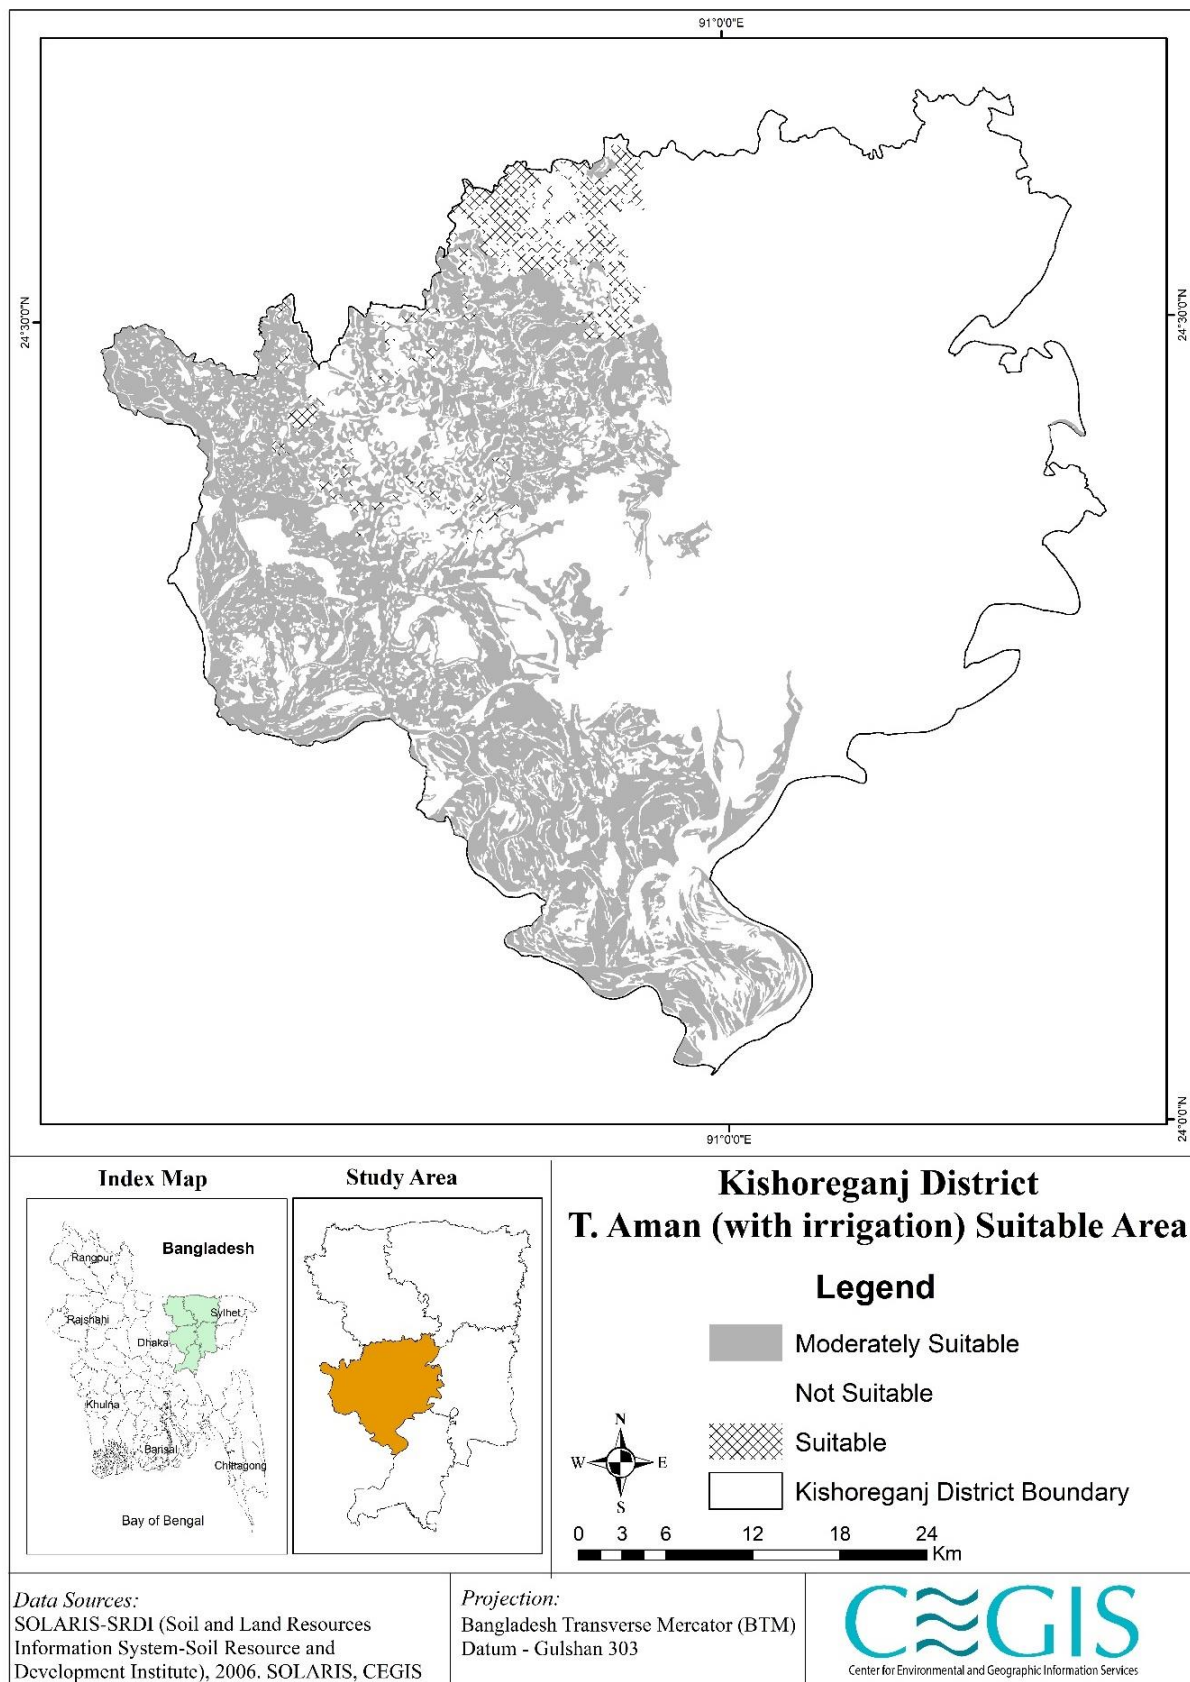 91°0'0"E
24°30'0"N
24°30'0"N
24°0'0"N
91°0'0"E
Index Map
Bangladesh
Rangpur
Rajshahi
Sylhet
Dhaka
Khulna
Barisal
Chittagong
Bay of Bengal
Study Area
Kishoreganj District
T. Aman (with irrigation) Suitable Area
Legend
Moderately Suitable
Not Suitable
Suitable
Kishoreganj District Boundary
N
W E
S
0 3 6 12 18 24
Km
Data Sources:
SOLARIS-SRDI (Soil and Land Resources
Information System-Soil Resource and
Development Institute), 2006. SOLARIS, CEGIS
Projection:
Bangladesh Transverse Mercator (BTM)
Datum - Gulshan 303
CEGIS
Center for Environmental and Geographic Information Services